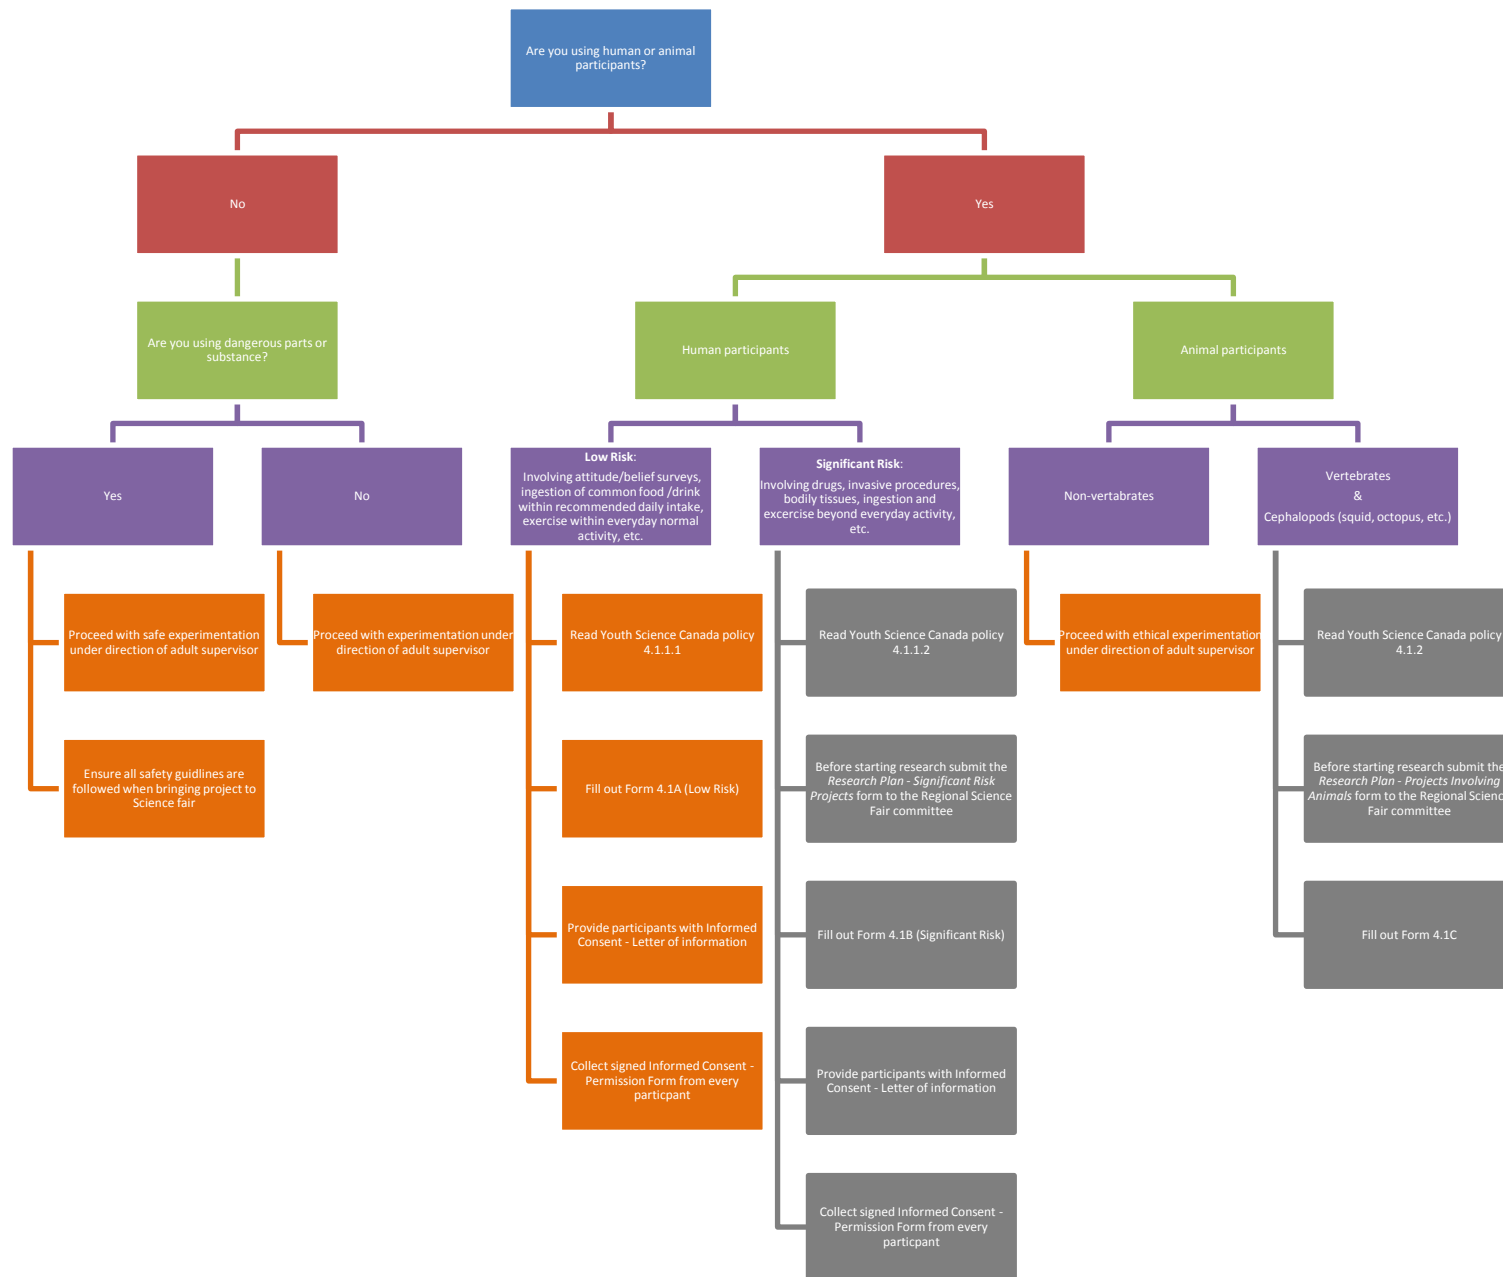 Are you using human or animal
participants?
No
Yes
Are you using dangerous parts or
substance?
Human participants
Animal participants
Yes
No
Low Risk:
Involving attitude/belief surveys,
ingestion of common food /drink
within recommended daily intake,
exercise within everyday normal
activity, etc.
Significant Risk:
Involving drugs, invasive procedures,
bodily tissues, ingestion and
excercise beyond everyday activity,
etc.
Non-vertabrates
Vertebrates
&
Cephalopods (squid, octopus, etc.)
Proceed with safe experimentation
under direction of adult supervisor
Ensure all safety guidlines are
followed when bringing project to
Science fair
Proceed with experimentation under
direction of adult supervisor
Read Youth Science Canada policy
4.1.1.1
Fill out Form 4.1A (Low Risk)
Provide participants with Informed
Consent - Letter of information
Collect signed Informed Consent -
Permission Form from every
particpant
Read Youth Science Canada policy
4.1.1.2
Before starting research submit the
Research Plan - Significant Risk
Projects form to the Regional Science
Fair committee
Fill out Form 4.1B (Significant Risk)
Provide participants with Informed
Consent - Letter of information
Collect signed Informed Consent -
Permission Form from every
particpant
Proceed with ethical experimentation
under direction of adult supervisor
Read Youth Science Canada policy
4.1.2
Before starting research submit the
Research Plan - Projects Involving
Animals form to the Regional Science
Fair committee
Fill out Form 4.1C